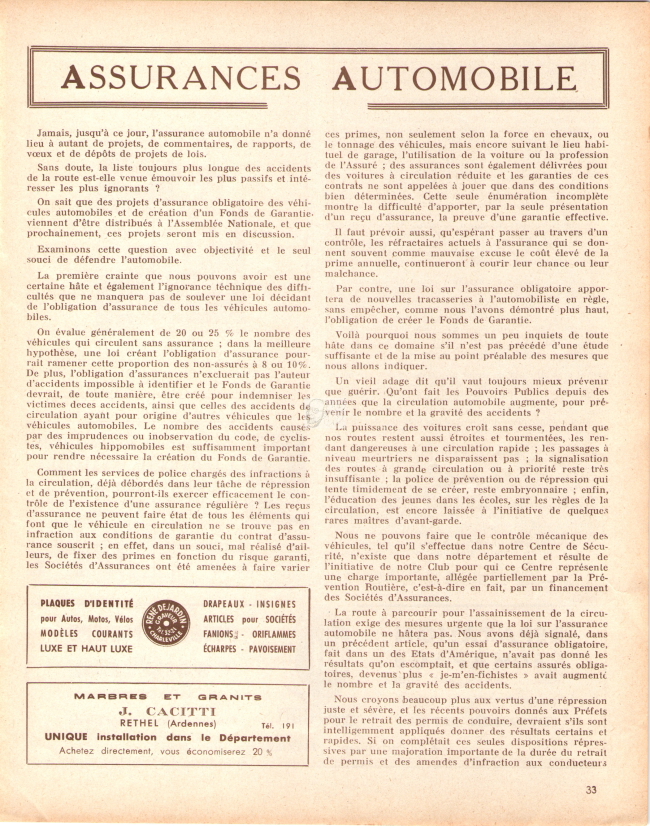 ASSURANCES AUTOMOBILE
Jamais, jusqu'à ce jour, l'assurance automobile n'a donné
lieu à autant de projets, de commentaires, de rapports, de
vœux et de dépôts de projets de lois.
Sans doute, la liste toujours plus longue des accidents
de la route est-elle venue émouvoir les plus passifs et inté-
resser les plus ignorants ?
On sait que des projets d'assurance obligatoire des véhi-
cules automobiles et de création d'un Fonds de Garantie
viennent d'être distribués à l'Assemblée Nationale, et que
prochainement, ces projets seront mis en discussion.
Examinons cette question avec objectivité et le seul
souci de défendre l'automobile.
La première crainte que nous pouvons avoir est une
certaine hâte et également l'ignorance téchnique des diffi-
cultés que ne manquera pas de soulever une loi décidant
de l'obligation d'assurance de tous les véhicules automo-
biles.
On évalue généralement de 20 ou 25 % le nombre des
véhicules qui circulent sans assurance ; dans la meilleure
hypothèse, une loi créant l'obligation d'assurance pour-
rait ramener cette proportion des non-assurés à 8 ou 10%.
De plus, l'obligation d'assurances n'excluerait pas l'auteur
d'accidents impossible à identifier et le Fonds de Garantie
devrait, de toute manière, être créé pour indemniser les
victimes deces accidents, ainsi que celles des accidents de
circulation ayant pour origine d'autres véhicules que les
véhicules automobiles. Le nombre des accidents causés
par des imprudences ou inobservation du code, de cyclis-
tes, véhicules hippomobiles est suffisamment important
pour rendre nécessaire la création du Fonds de Garantie.
Comment les services de police chargés des infractions à
la circulation, déjà débordés dans leur tâche de répression
et de prévention, pourront-ils exercer efficacement le con-
trôle de l'existence d'une assurance régulière ? Les reçus
d'assurance ne peuvent faire état de tous les éléments qui
font que le véhicule en circulation ne se trouve pas en
infraction aux conditions de garantie du contrat d'assu-
rance souscrit ; en effet, dans un souci, mal réalisé d'ail-
leurs, de fixer des primes en fonction du risque garanti,
les Sociétés d'Assurances ont été amenées à faire varier
ces primes, non seulement selon la force en chevaux, ou
le tonnage des véhicules, mais encore suivant le lieu habi-
tuel de garage, l'utilisation de la voiture ou la profession
de l'Assuré ; des assurances sont également délivrées pour
des voitures à circulation réduite et les garanties de ces
contrats ne sont appelées à jouer que dans des conditions
bien déterminées. Cette seule énumération incomplète
montre la difficulté d'apporter, par la seule présentation
d'un reçu d'assurance, la preuve d'une garantie effective.
Il faut prévoir aussi, qu'espérant passer au travers d'un
contrôle, les réfractaires actuels à l'assurance qui se don-
nent souvent comme mauvaise excuse le coût élevé de la
prime annuelle, continueront à courir leur chance ou leur
malchance.
Par contre, une loi sur l'assurance obligatoire appor-
tera de nouvelles tracasseries à l'automobiliste en règle,
sans empêcher, comme nous l'avons démontré plus haut,
l'obligation de créer le Fonds de Garantie.
Voilà pourquoi nous sommes un peu inquiets de toute
hâte dans ce domaine s'il n'est pas précédé d'une étude
suffisante et de la mise au point préalable des mesures que
nous allons indiquer.
Un vieil adage dit qu'il vaut toujours mieux prévenir
que guérir. Qu'ont fait les Pouvoirs Publics depuis des
années que la circulation automobile augmente, pour pré-
venir le nombre et la gravité des accidents ?
La puissance des voitures croit sans cesse, pendant que
nos routes restent aussi étroites et tourmentées, les ren-
dant dangereuses à une circulation rapide ; les passages à
niveau meurtriers ne disparaissent pas ; la signalisation
des routes à grande circulation ou à priorité reste très
insuffisante ; la police de prévention ou de répression qui
tente timidement de se créer, reste embryonnaire ; enfin,
l'éducation des jeunes dans les écoles, sur les règles de la
circulation, est encore laissée à l'initiative de quelques
rares maîtres d'avant-garde.
Nous ne pouvons faire que le contrôle mécanique des
véhicules, tel qu'il s'effectue dans notre Centre de Sécu-
rité, n'existe que dans notre département et résulte de
l'initiative de notre Club pour qui ce Centre représente
une charge importante, allégée partiellement par la Pré-
vention Routière, c'est-à-dire en fait, par un financement
des Sociétés d'Assurances.
La route à parcourir pour l'assainissement de la circu-
lation exige des mesures urgente que la loi sur l'assurance
automobile ne hâtera pas. Nous avons déjà signalé, dans
un précédent article, qu'un essai d'assurance obligatoire,
fait dans un des Etats d'Amérique, n'avait pas donné les
résultats qu'on escomptait, et que certains assurés obliga-
toires, devenus plus « je-m'en-fichistes » avait augmenté
le nombre et la gravité des accidents.
Nous croyons beaucoup plus aux vertus d'une répression
juste et sévère, et les récents pouvoirs donnés aux Préfets
pour le retrait des permis de conduire, devraient s'ils sont
intelligemment appliqués donner des résultats certains et
rapides. Si on complétait ces seules dispositions répres-
sives par une majoration importante de la durée du retrait
de permis et des amendes d'infraction aux conducteurs
PLAQUES D'IDENTITÉ
pour Autos, Motos, Vélos
MODÈLES COURANTS
LUXE ET HAUT LUXE
RENÉ DEJARDIN
GRAVEUR
CHARLEVILLE
DRAPEAUX - INSIGNES
ARTICLES pour SOCIÉTÉS
FANIONS - ORIFLAMMES
ÉCHARPES - PAVOISEMENT
MARBRES ET GRANITS
J. CACITTI
RETHEL (Ardennes) Tél. 191
UNIQUE installation dans le Département
Achetez directement, vous économiserez 20 %
33